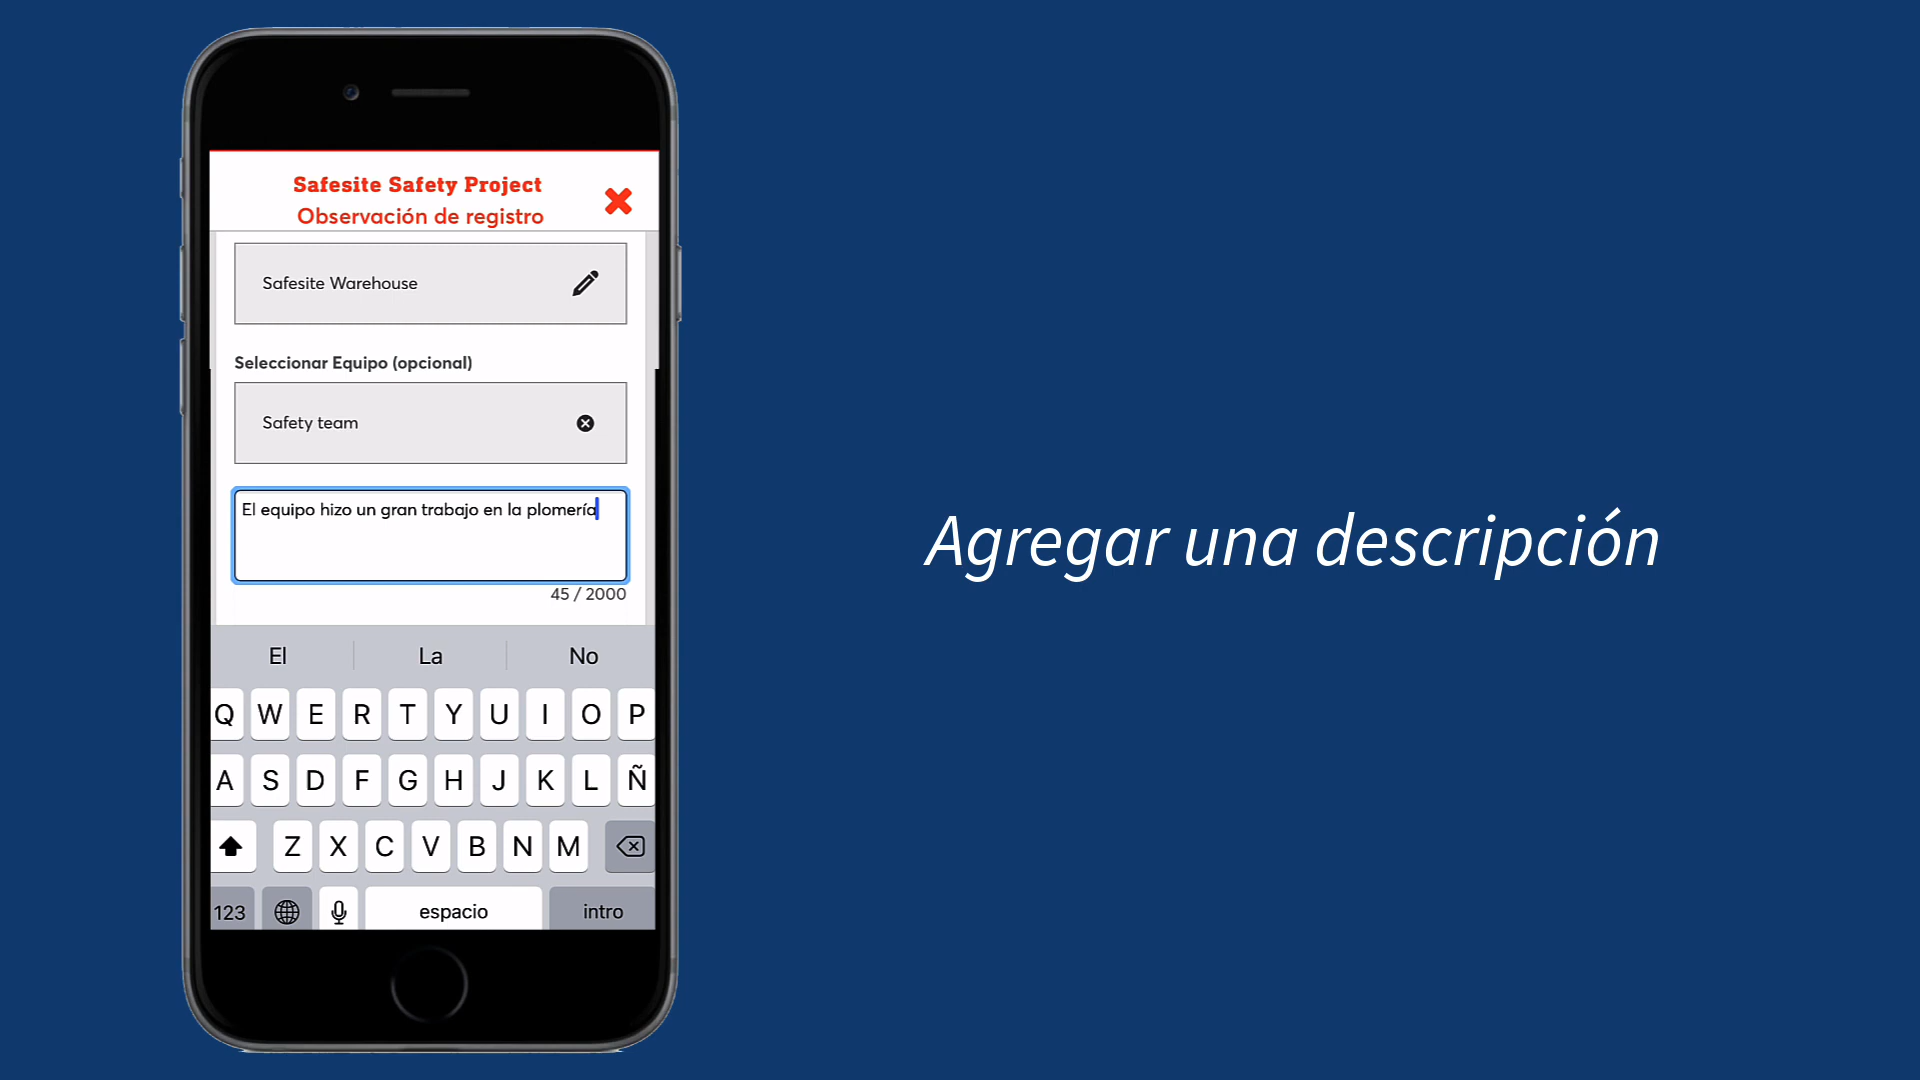 Safesite Safety Project
Observación de registro
Safesite Warehouse
Seleccionar Equipo (opcional)
Safety team
El equipo hizo un gran trabajo en la plomería
45 / 2000
El La No
Q W E R T Y U I O P
A S D F G H J K L Ñ
Z X C V B N M
123 espacio intro
Agregar una descripción